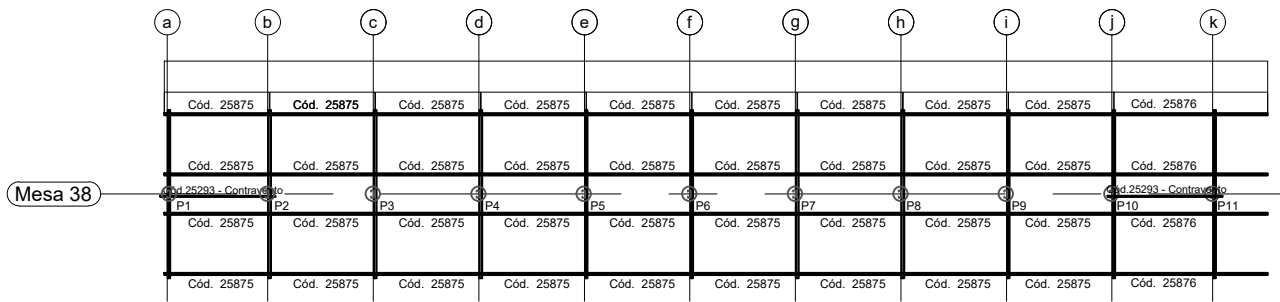 a b c d e f g h i j k
Cód. 25875 Cód. 25875 Cód. 25875 Cód. 25875 Cód. 25875 Cód. 25875 Cód. 25875 Cód. 25875 Cód. 25875 Cód. 25876
Cód. 25875 Cód. 25875 Cód. 25875 Cód. 25875 Cód. 25875 Cód. 25875 Cód. 25875 Cód. 25875 Cód. 25875 Cód. 25876
Mesa 38 Cód.25293 - Contravento Cód.25293 - Contravento
P1 P2 P3 P4 P5 P6 P7 P8 P9 P10 P11
Cód. 25875 Cód. 25875 Cód. 25875 Cód. 25875 Cód. 25875 Cód. 25875 Cód. 25875 Cód. 25875 Cód. 25875 Cód. 25876
Cód. 25875 Cód. 25875 Cód. 25875 Cód. 25875 Cód. 25875 Cód. 25875 Cód. 25875 Cód. 25875 Cód. 25875 Cód. 25876